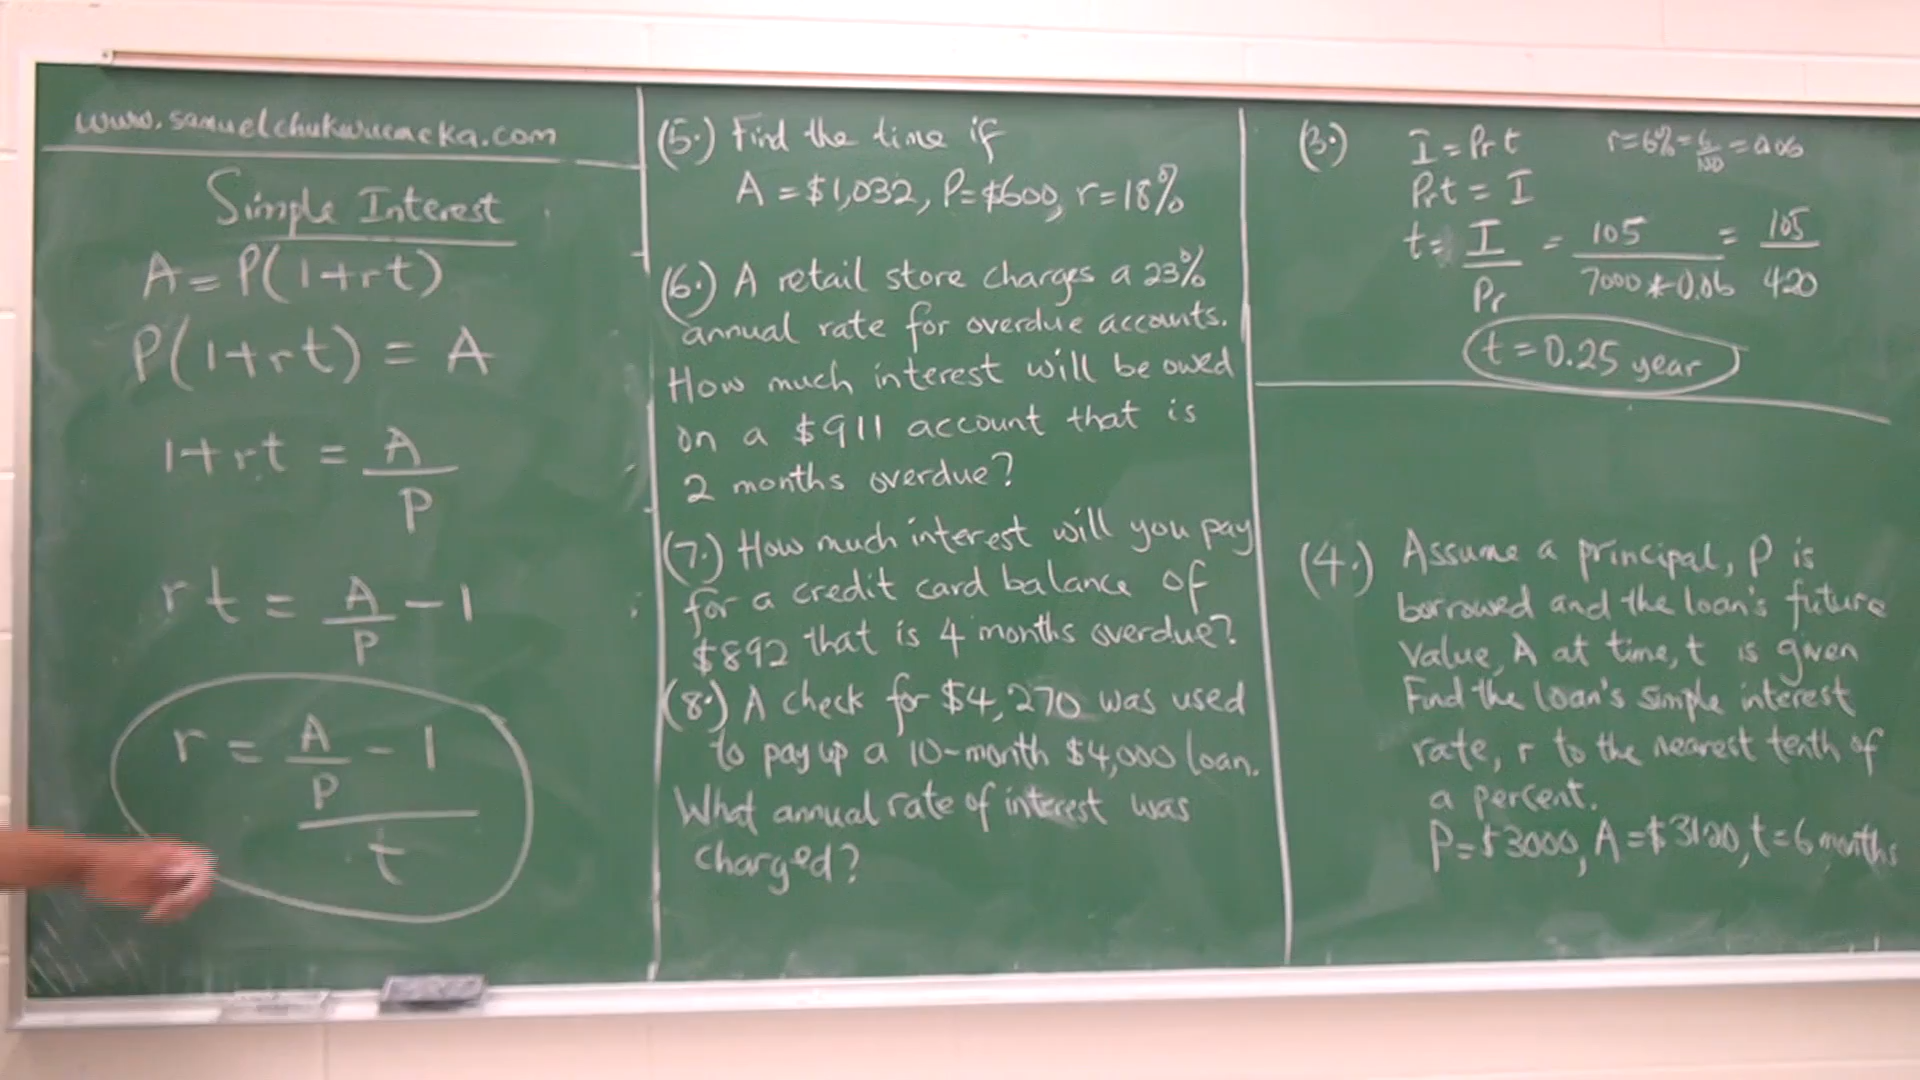 www.samuelchukwuemeka.com
Simple Interest
A = P(1+rt)
P(1+rt) = A
1+rt = A/P
rt = A/P - 1
r = (A/P - 1)/t
(5.) Find the time if
A = $1,032, P=$600, r=18%
(6.) A retail store charges a 23%
annual rate for overdue accounts.
How much interest will be owed
on a $911 account that is
2 months overdue?
(7.) How much interest will you pay
for a credit card balance of
$892 that is 4 months overdue?
(8.) A check for $4,270 was used
to pay up a 10-month $4,000 loan.
What annual rate of interest was
charged?
(3.) I = Prt r=6%=6/100=0.06
Prt = I
t = I/Pr = 105/7000*0.06 = 105/420
t = 0.25 year
(4.) Assume a principal, P is
borrowed and the loan's future
value, A at time, t is given
Find the loan's simple interest
rate, r to the nearest tenth of
a percent.
P=$3000, A=$3120, t=6 months